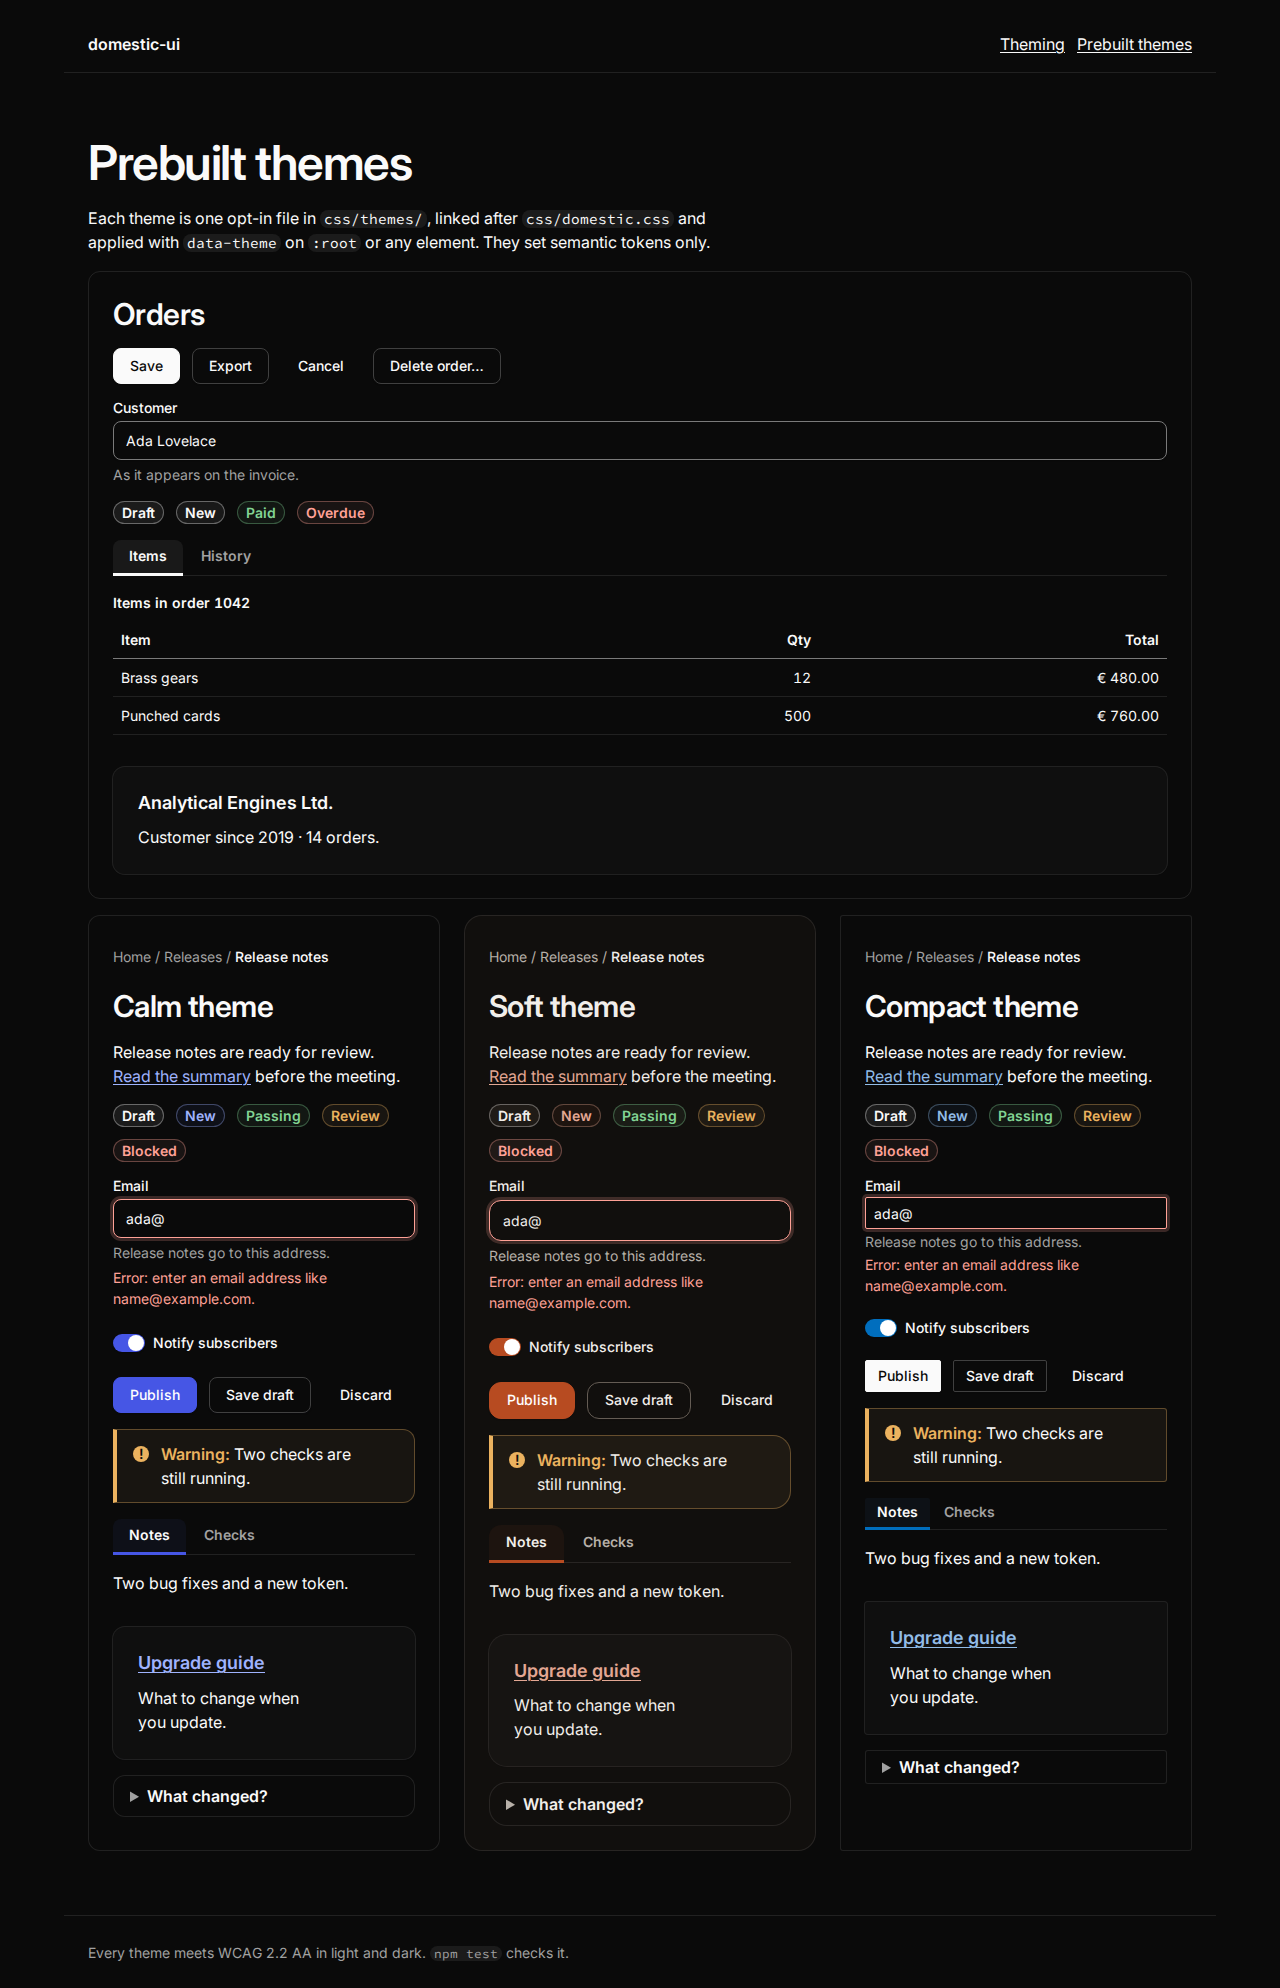 domestic-ui
Theming Prebuilt themes
Prebuilt themes
Each theme is one opt-in file in css/themes/, linked after css/domestic.css and
applied with data-theme on :root or any element. They set semantic tokens only.
Orders
Save Export Cancel Delete order…
Customer
Ada Lovelace
As it appears on the invoice.
Draft New Paid Overdue
Items History
Items in order 1042
Item Qty Total
Brass gears 12 € 480.00
Punched cards 500 € 760.00
Analytical Engines Ltd.
Customer since 2019 · 14 orders.
Home / Releases / Release notes
Calm theme
Release notes are ready for review.
Read the summary before the meeting.
Draft New Passing Review
Blocked
Email
ada@
Release notes go to this address.
Error: enter an email address like
name@example.com.
Notify subscribers
Publish Save draft Discard
Warning: Two checks are
still running.
Notes Checks
Two bug fixes and a new token.
Upgrade guide
What to change when
you update.
What changed?
Home / Releases / Release notes
Soft theme
Release notes are ready for review.
Read the summary before the meeting.
Draft New Passing Review
Blocked
Email
ada@
Release notes go to this address.
Error: enter an email address like
name@example.com.
Notify subscribers
Publish Save draft Discard
Warning: Two checks are
still running.
Notes Checks
Two bug fixes and a new token.
Upgrade guide
What to change when
you update.
What changed?
Home / Releases / Release notes
Compact theme
Release notes are ready for review.
Read the summary before the meeting.
Draft New Passing Review
Blocked
Email
ada@
Release notes go to this address.
Error: enter an email address like
name@example.com.
Notify subscribers
Publish Save draft Discard
Warning: Two checks are
still running.
Notes Checks
Two bug fixes and a new token.
Upgrade guide
What to change when
you update.
What changed?
Every theme meets WCAG 2.2 AA in light and dark. npm test checks it.